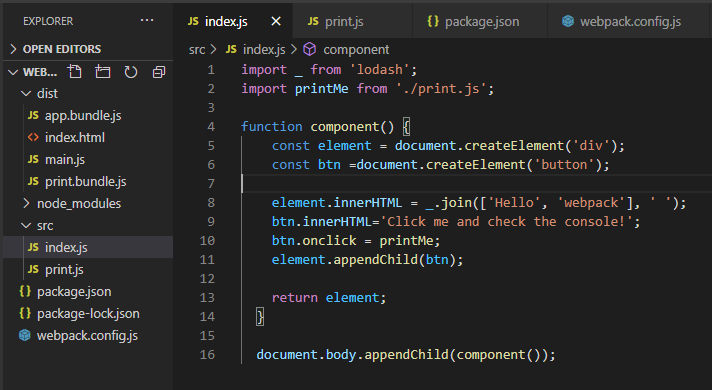 EXPLORER
OPEN EDITORS
WEB...
dist
JS app.bundle.js
<> index.html
JS main.js
JS print.bundle.js
node_modules
src
JS index.js
JS print.js
{} package.json
{} package-lock.json
webpack.config.js
JS index.js
JS print.js
{} package.json
webpack.config.js
src > JS index.js > component
1 import _ from 'lodash';
2 import printMe from './print.js';
3
4 function component() {
5 const element = document.createElement('div');
6 const btn =document.createElement('button');
7
8 element.innerHTML = _.join(['Hello', 'webpack'], ' ');
9 btn.innerHTML='Click me and check the console!';
10 btn.onclick = printMe;
11 element.appendChild(btn);
12
13 return element;
14 }
15
16 document.body.appendChild(component());